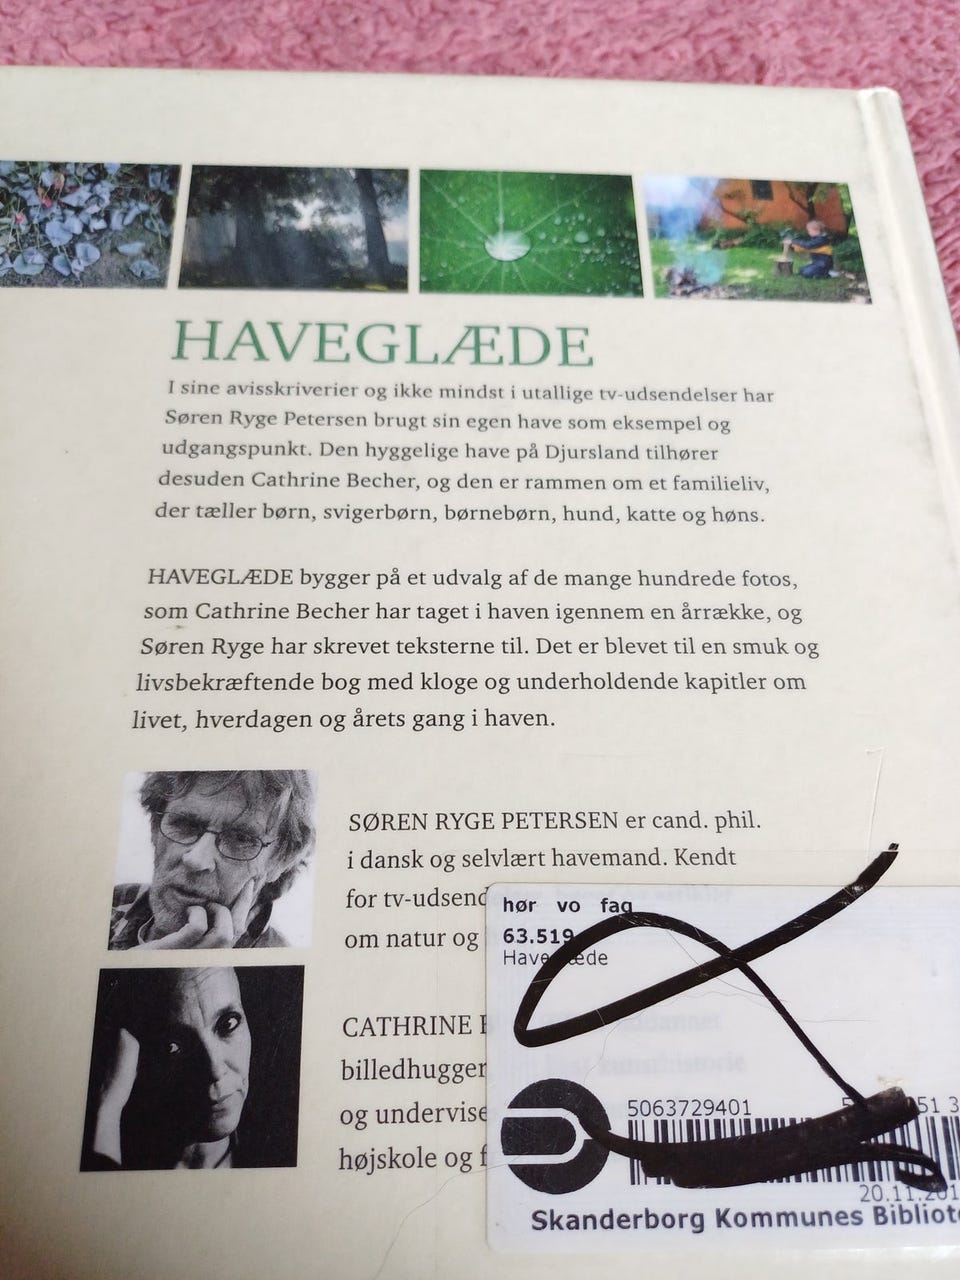 HAVEGLÆDE
I sine avisskriverier og ikke mindst i utallige tv-udsendelser har
Søren Ryge Petersen brugt sin egen have som eksempel og
udgangspunkt. Den hyggelige have på Djursland tilhører
desuden Cathrine Becher, og den er rammen om et familieliv,
der tæller børn, svigerbørn, børnebørn, hund, katte og høns.
HAVEGLÆDE bygger på et udvalg af de mange hundrede fotos,
som Cathrine Becher har taget i haven igennem en årrække, og
Søren Ryge har skrevet teksterne til. Det er blevet til en smuk og
livsbekræftende bog med kloge og underholdende kapitler om
livet, hverdagen og årets gang i haven.
SØREN RYGE PETERSEN er cand. phil.
i dansk og selvlært havemand. Kendt
for tv-udsend
om natur og
CATHRINE
billedhugger
og undervise
højskole og f
hør vo fag
63.519
Haveglæde
5063729401
51 3
20.11.201
Skanderborg Kommunes Bibliote